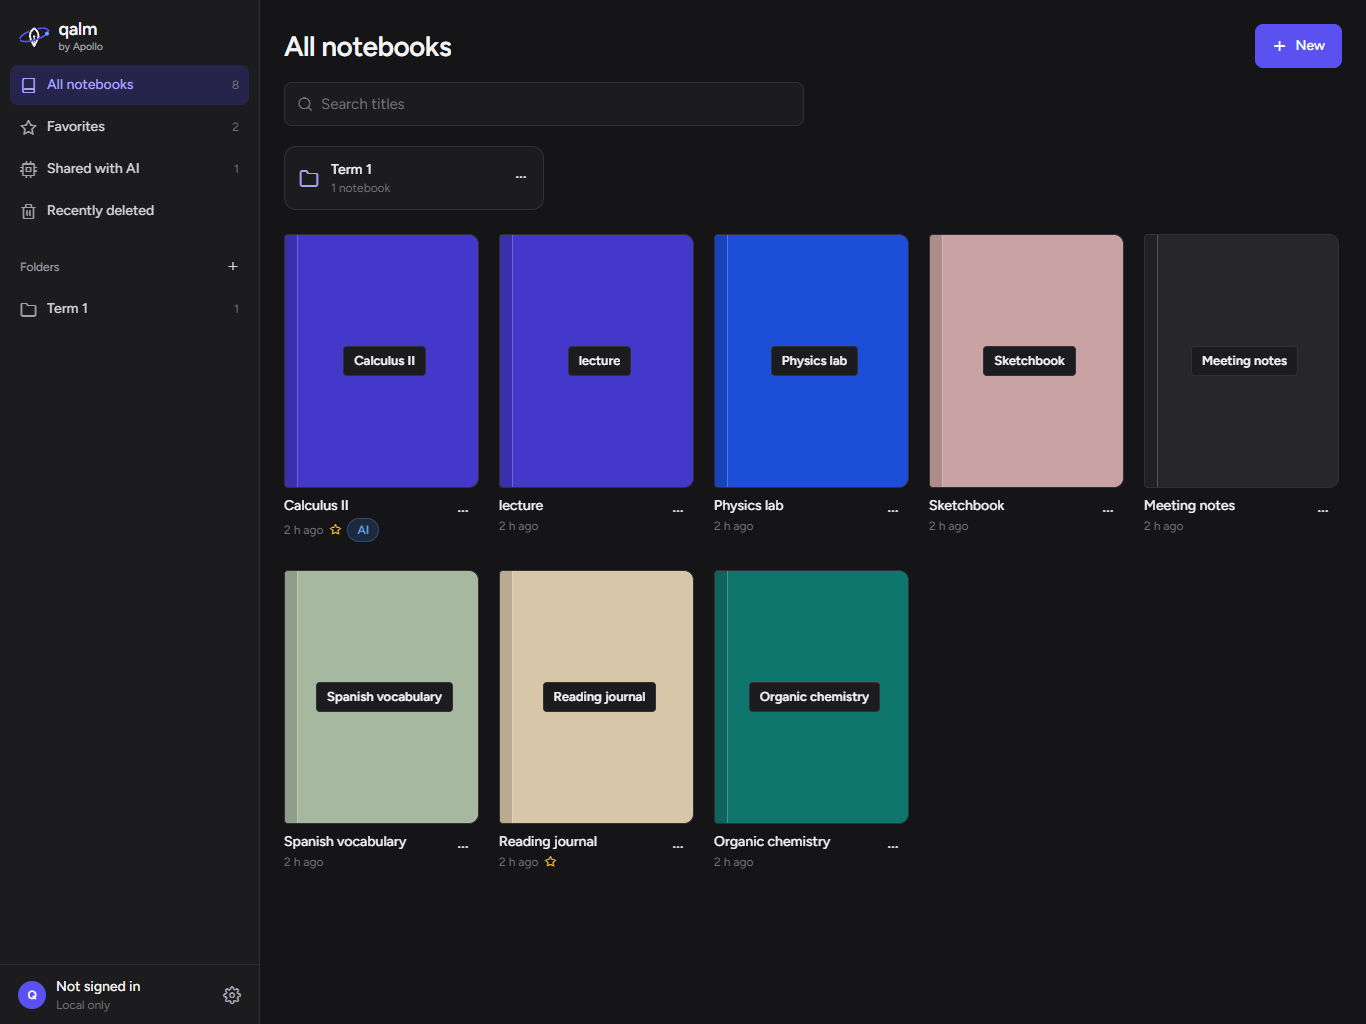 qalm
by Apollo
All notebooks 8
Favorites 2
Shared with AI 1
Recently deleted
Folders +
Term 1 1
Not signed in
Local only
Q
All notebooks
+ New
Search titles
Term 1
1 notebook
...
Calculus II
lecture
Physics lab
Sketchbook
Meeting notes
Calculus II ...
2 h ago AI
lecture ...
2 h ago
Physics lab ...
2 h ago
Sketchbook ...
2 h ago
Meeting notes ...
2 h ago
Spanish vocabulary
Reading journal
Organic chemistry
Spanish vocabulary ...
2 h ago
Reading journal ...
2 h ago
Organic chemistry ...
2 h ago